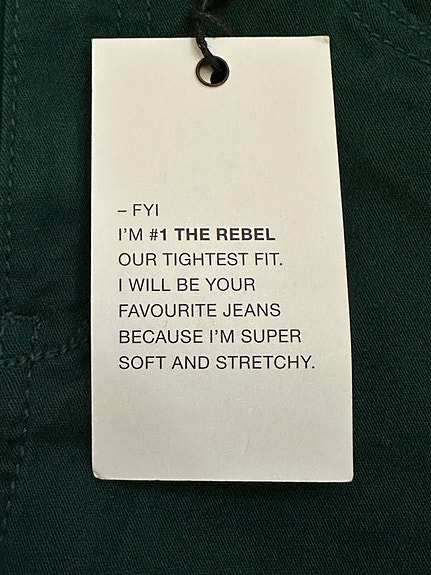 – FYI
I'M #1 THE REBEL
OUR TIGHTEST FIT.
I WILL BE YOUR
FAVOURITE JEANS
BECAUSE I'M SUPER
SOFT AND STRETCHY.